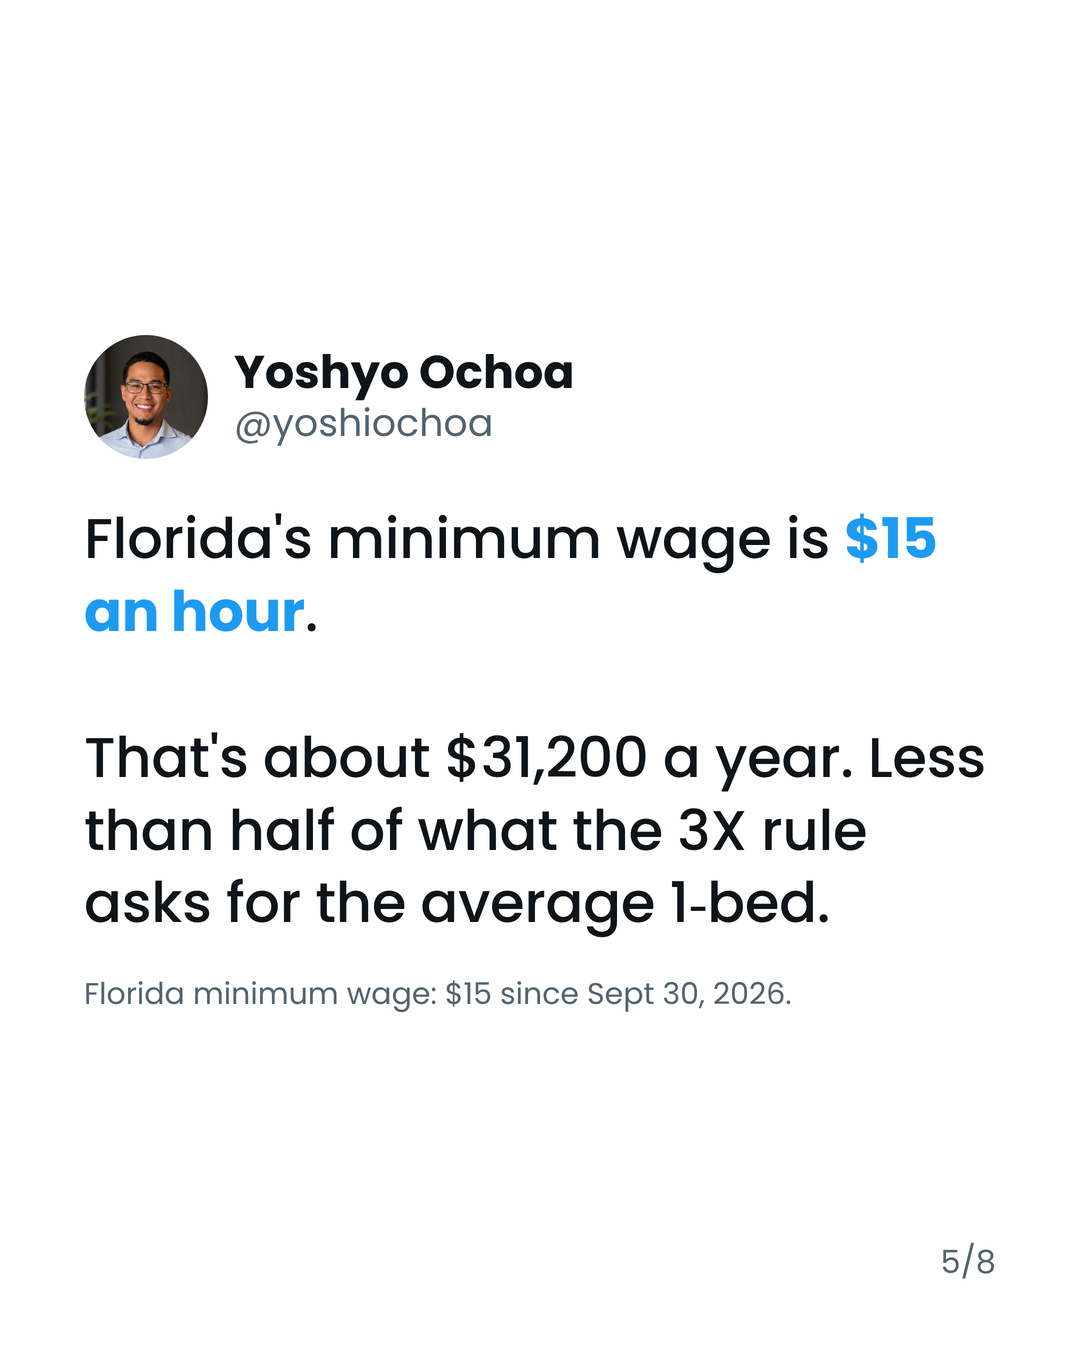 Yoshyo Ochoa
@yoshiochoa
Florida's minimum wage is $15
an hour.
That's about $31,200 a year. Less
than half of what the 3X rule
asks for the average 1-bed.
Florida minimum wage: $15 since Sept 30, 2026.
5/8